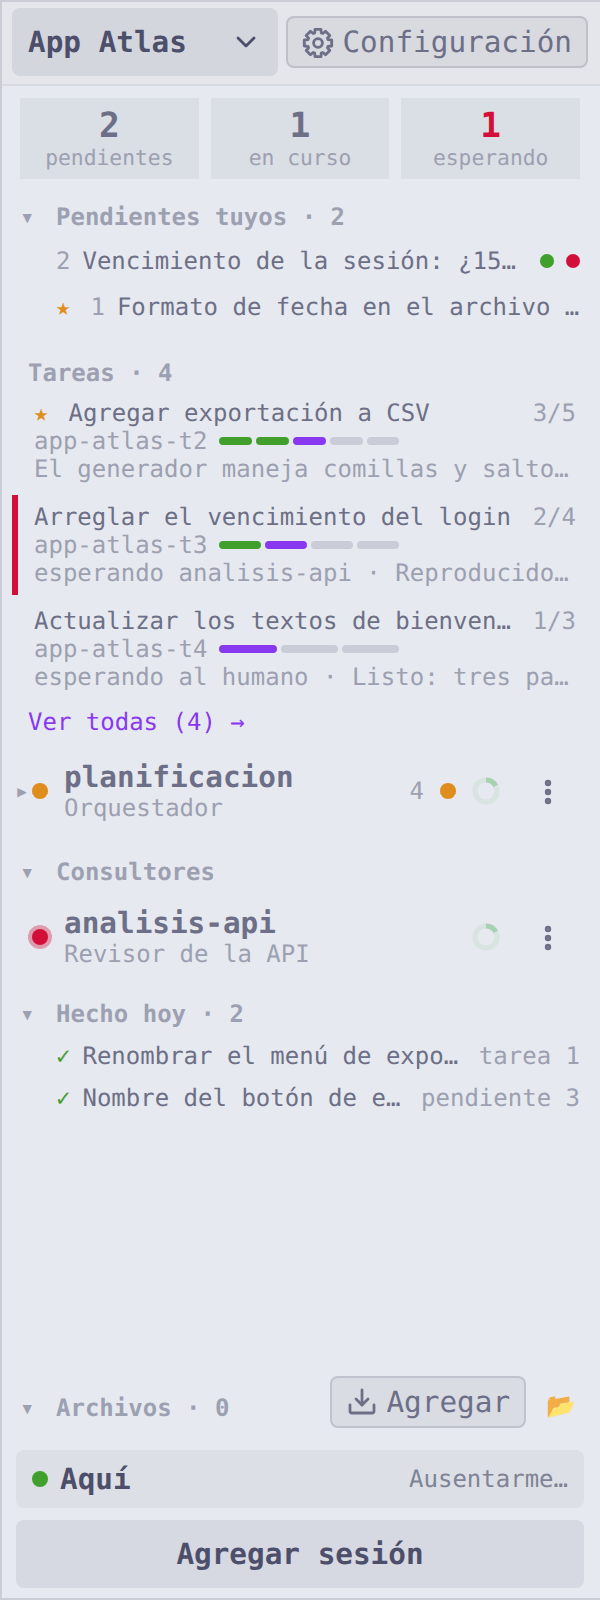 App Atlas
Configuración
2
pendientes
1
en curso
1
esperando
▼ Pendientes tuyos · 2
2 Vencimiento de la sesión: ¿15…
★ 1 Formato de fecha en el archivo …
Tareas · 4
★ Agregar exportación a CSV 3/5
app-atlas-t2
El generador maneja comillas y salto…
Arreglar el vencimiento del login 2/4
app-atlas-t3
esperando analisis-api · Reproducido…
Actualizar los textos de bienven… 1/3
app-atlas-t4
esperando al humano · Listo: tres pa…
Ver todas (4) →
▶ planificacion 4
Orquestador
▼ Consultores
analisis-api
Revisor de la API
▼ Hecho hoy · 2
✓ Renombrar el menú de expo… tarea 1
✓ Nombre del botón de e… pendiente 3
▼ Archivos · 0 Agregar
Aquí Ausentarme…
Agregar sesión